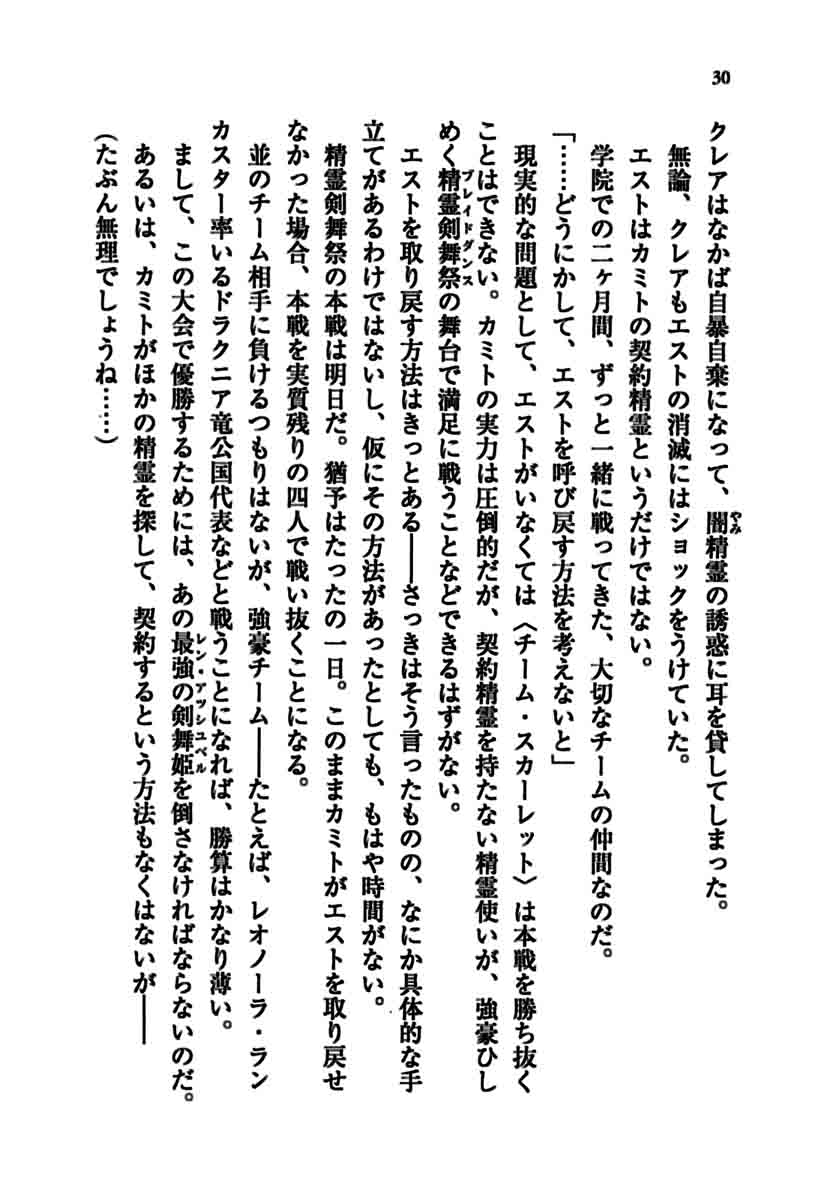 30
クレアはなかば自暴自棄になって、闇精霊の誘惑に耳を貸してしまった。
やみ
無論、クレアもエストの消滅にはショックをうけていた。
エストはカミトの契約精霊というだけではない。
学院での二ヶ月間、ずっと一緒に戦ってきた、大切なチームの仲間なのだ。
「……どうにかして、エストを呼び戻す方法を考えないと」
現実的な問題として、エストがいなくては〈チーム・スカーレット〉は本戦を勝ち抜く
ことはできない。カミトの実力は圧倒的だが、契約精霊を持たない精霊使いが、強豪ひし
めく精霊剣舞祭の舞台で満足に戦うことなどできるはずがない。
ブレイドダンス
エストを取り戻す方法はきっとある――さっきはそう言ったものの、なにか具体的な手
立てがあるわけではないし、仮にその方法があったとしても、もはや時間がない。
精霊剣舞祭の本戦は明日だ。猶予はたったの一日。このままカミトがエストを取り戻せ
なかった場合、本戦を実質残りの四人で戦い抜くことになる。
並のチーム相手に負けるつもりはないが、強豪チーム――たとえば、レオノーラ・ラン
カスター率いるドラクニア竜公国代表などと戦うことになれば、勝算はかなり薄い。
まして、この大会で優勝するためには、あの最強の剣舞姫を倒さなければならないのだ。
レン・アッシュベル
あるいは、カミトがほかの精霊を探して、契約するという方法もなくはないが――
（たぶん無理でしょうね……）